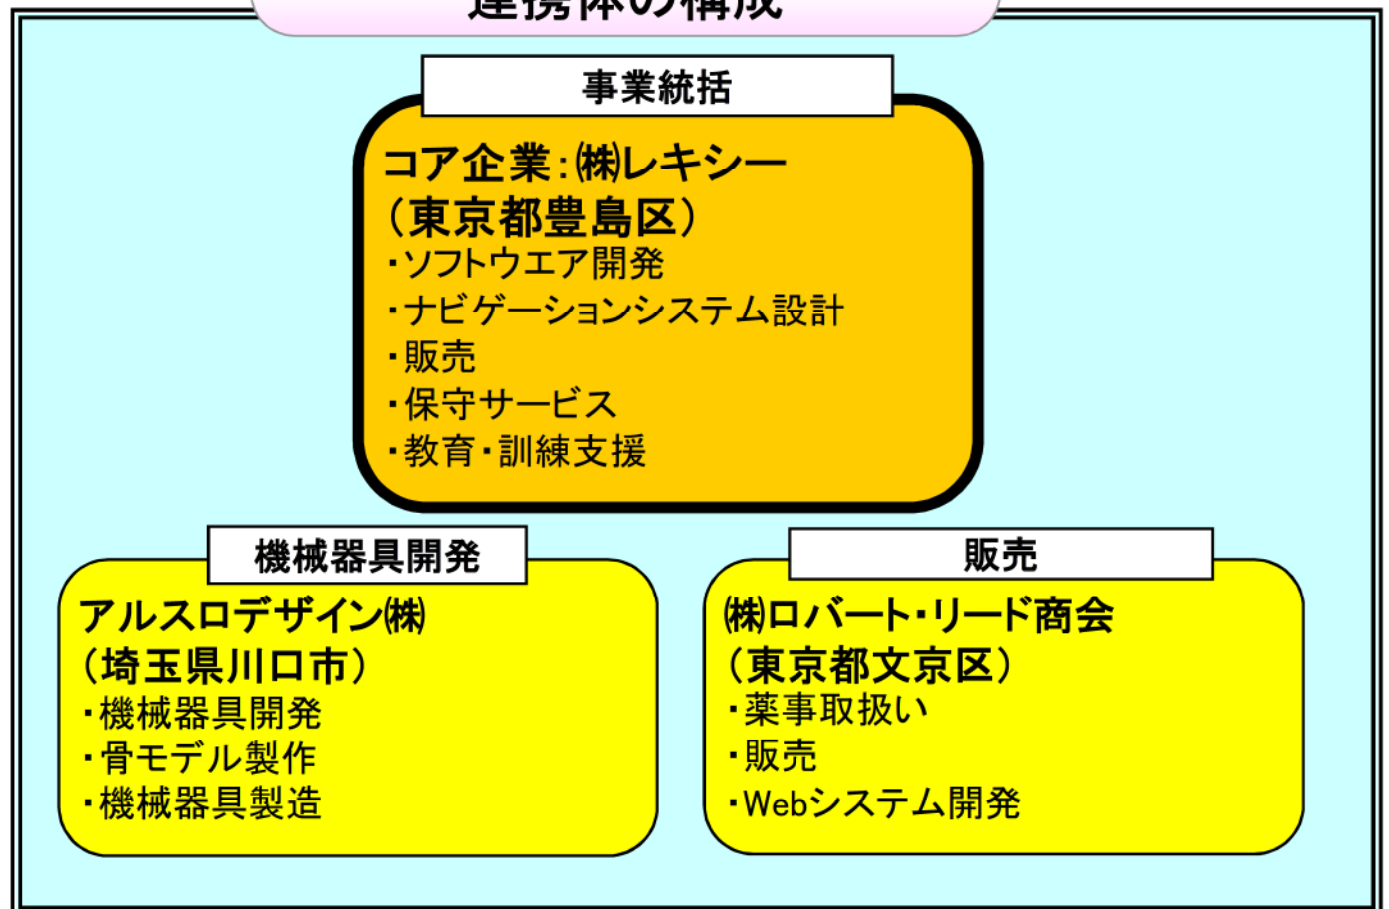 連携体の構成
事業統括
コア企業:㈱レキシー
(東京都豊島区)
・ソフトウエア開発
・ナビゲーションシステム設計
・販売
・保守サービス
・教育・訓練支援
機械器具開発
アルスロデザイン㈱
(埼玉県川口市)
・機械器具開発
・骨モデル製作
・機械器具製造
販売
㈱ロバート・リード商会
(東京都文京区)
・薬事取扱い
・販売
・Webシステム開発